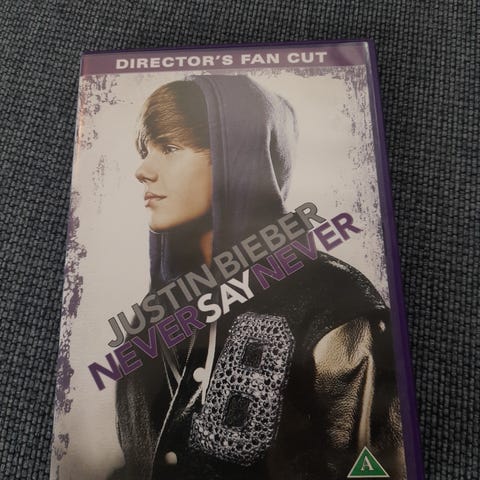 DIRECTOR'S FAN CUT
JUSTIN BIEBER
NEVER SAY NEVER
8
A